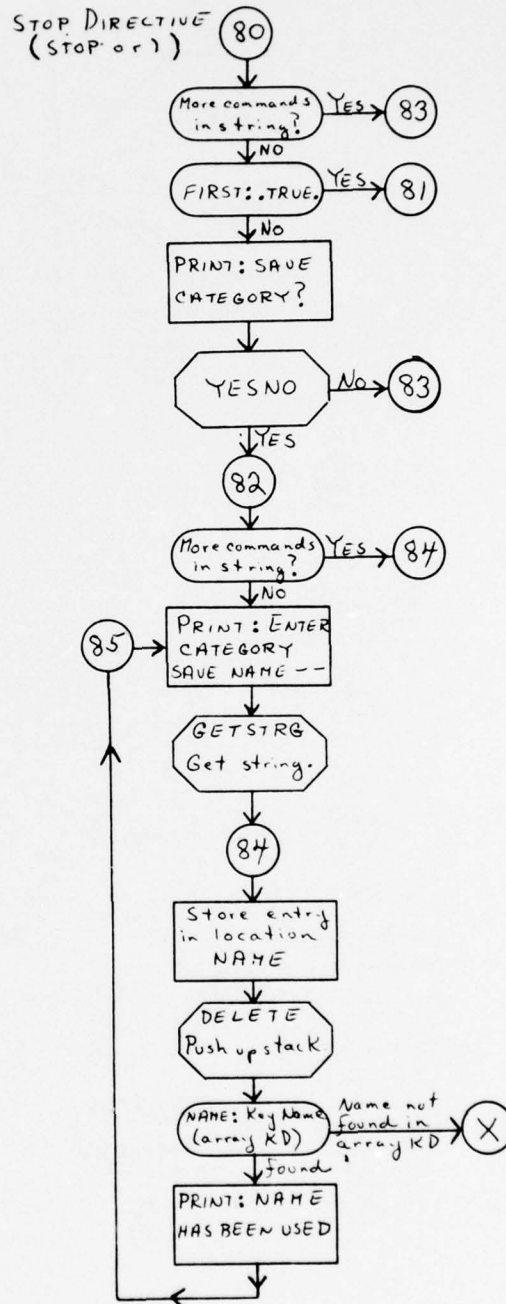 STOP DIRECTIVE
(STOP or ))
80
More commands
in string?
YES
83
NO
FIRST:.TRUE.
YES
81
NO
PRINT: SAVE
CATEGORY?
YESNO
NO
83
YES
82
More commands
in string?
YES
84
NO
85
PRINT: ENTER
CATEGORY
SAVE NAME --
GETSTRG
Get string.
84
Store entry
in location
NAME
DELETE
Push up stack
NAME: Key Name
(array KD)
Name not
found in
array KD
X
found
PRINT: NAME
HAS BEEN USED